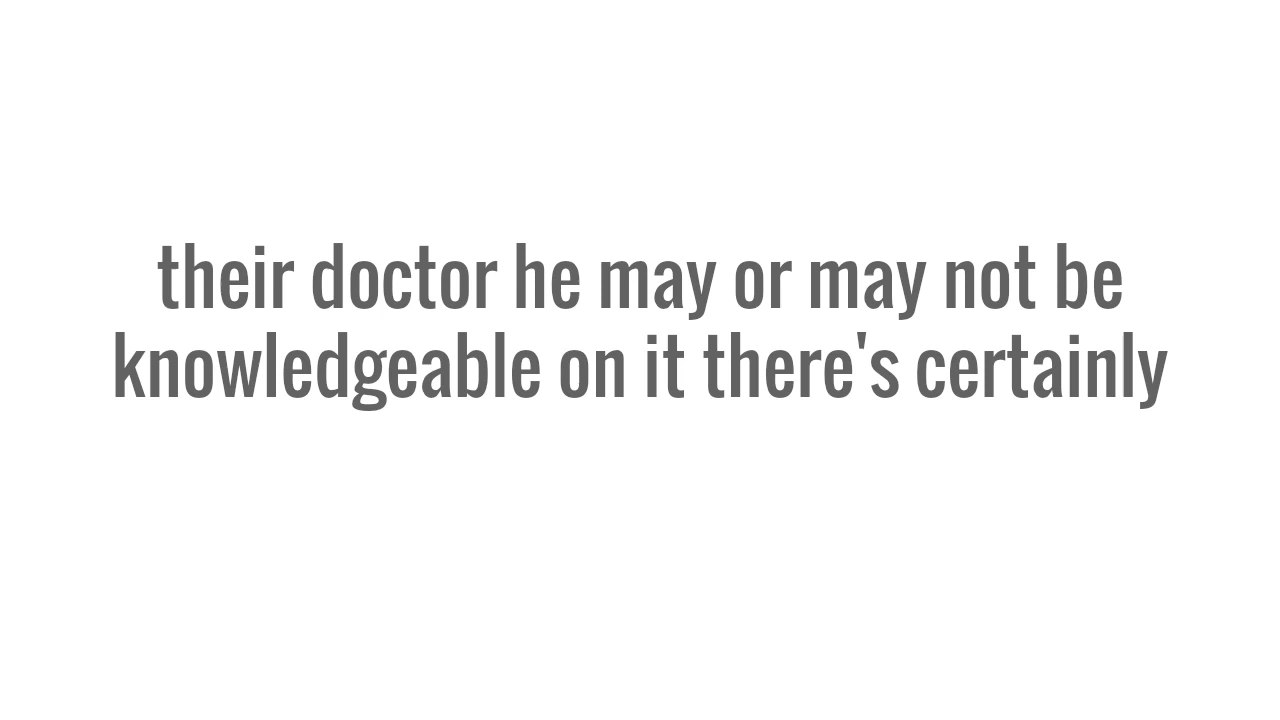 their doctor he may or may not be
knowledgeable on it there's certainly